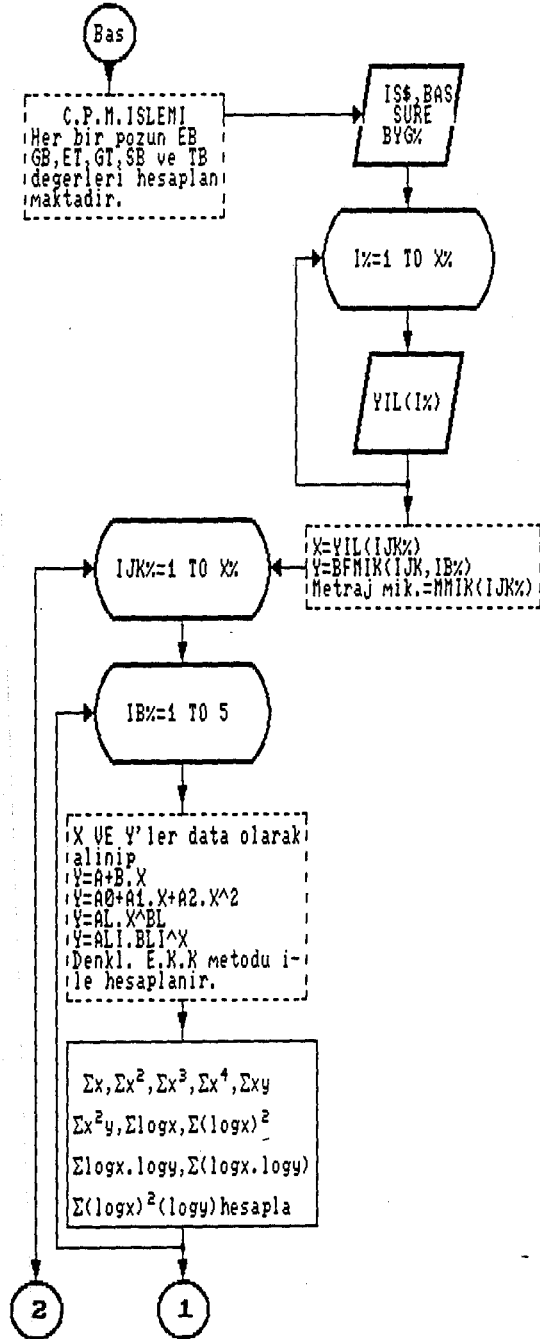 Bas
C.P.M.ISLEMI
Her bir pozun EB
GB,ET,GT,SB ve TB
degerleri hesaplan
maktadir.
IS$,BAS
SURE
BYG%
I%=1 TO X%
YIL(I%)
X=YIL(IJK%)
Y=BFMIK(IJK,IB%)
Metraj mik.=MMIK(IJK%)
IJK%=1 TO X%
IB%=1 TO 5
X VE Y'ler data olarak
alinip
Y=A+B.X
Y=A0+A1.X+A2.X^2
Y=AL.X^BL
Y=ALI.BLI^X
Denkl. E.K.K metodu i-
le hesaplanir.
Σx,Σx²,Σx³,Σx⁴,Σxy
Σx²y,Σlogx,Σ(logx)²
Σlogx.logy,Σ(logx.logy)
Σ(logx)²(logy)hesapla
2
1